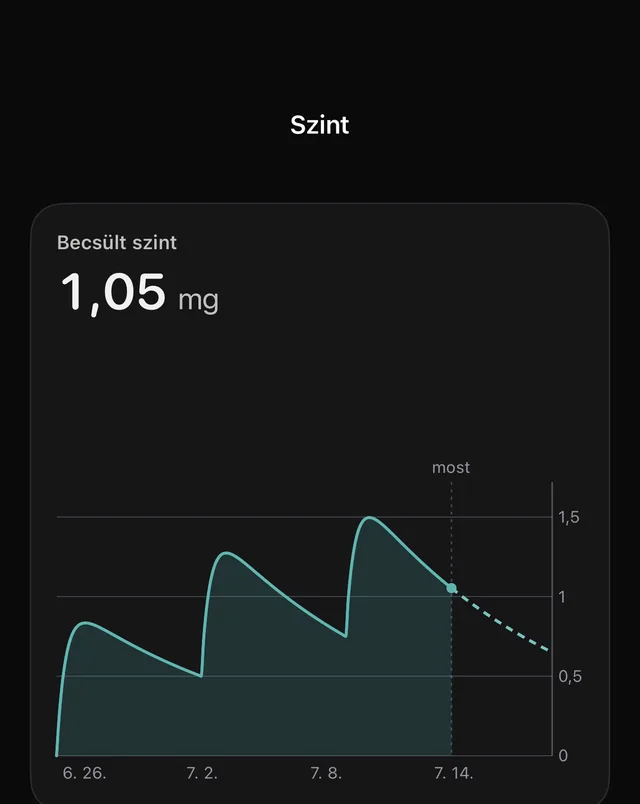 Szint
Becsült szint
1,05 mg
most
1,5
1
0,5
0
6. 26.
7. 2.
7. 8.
7. 14.